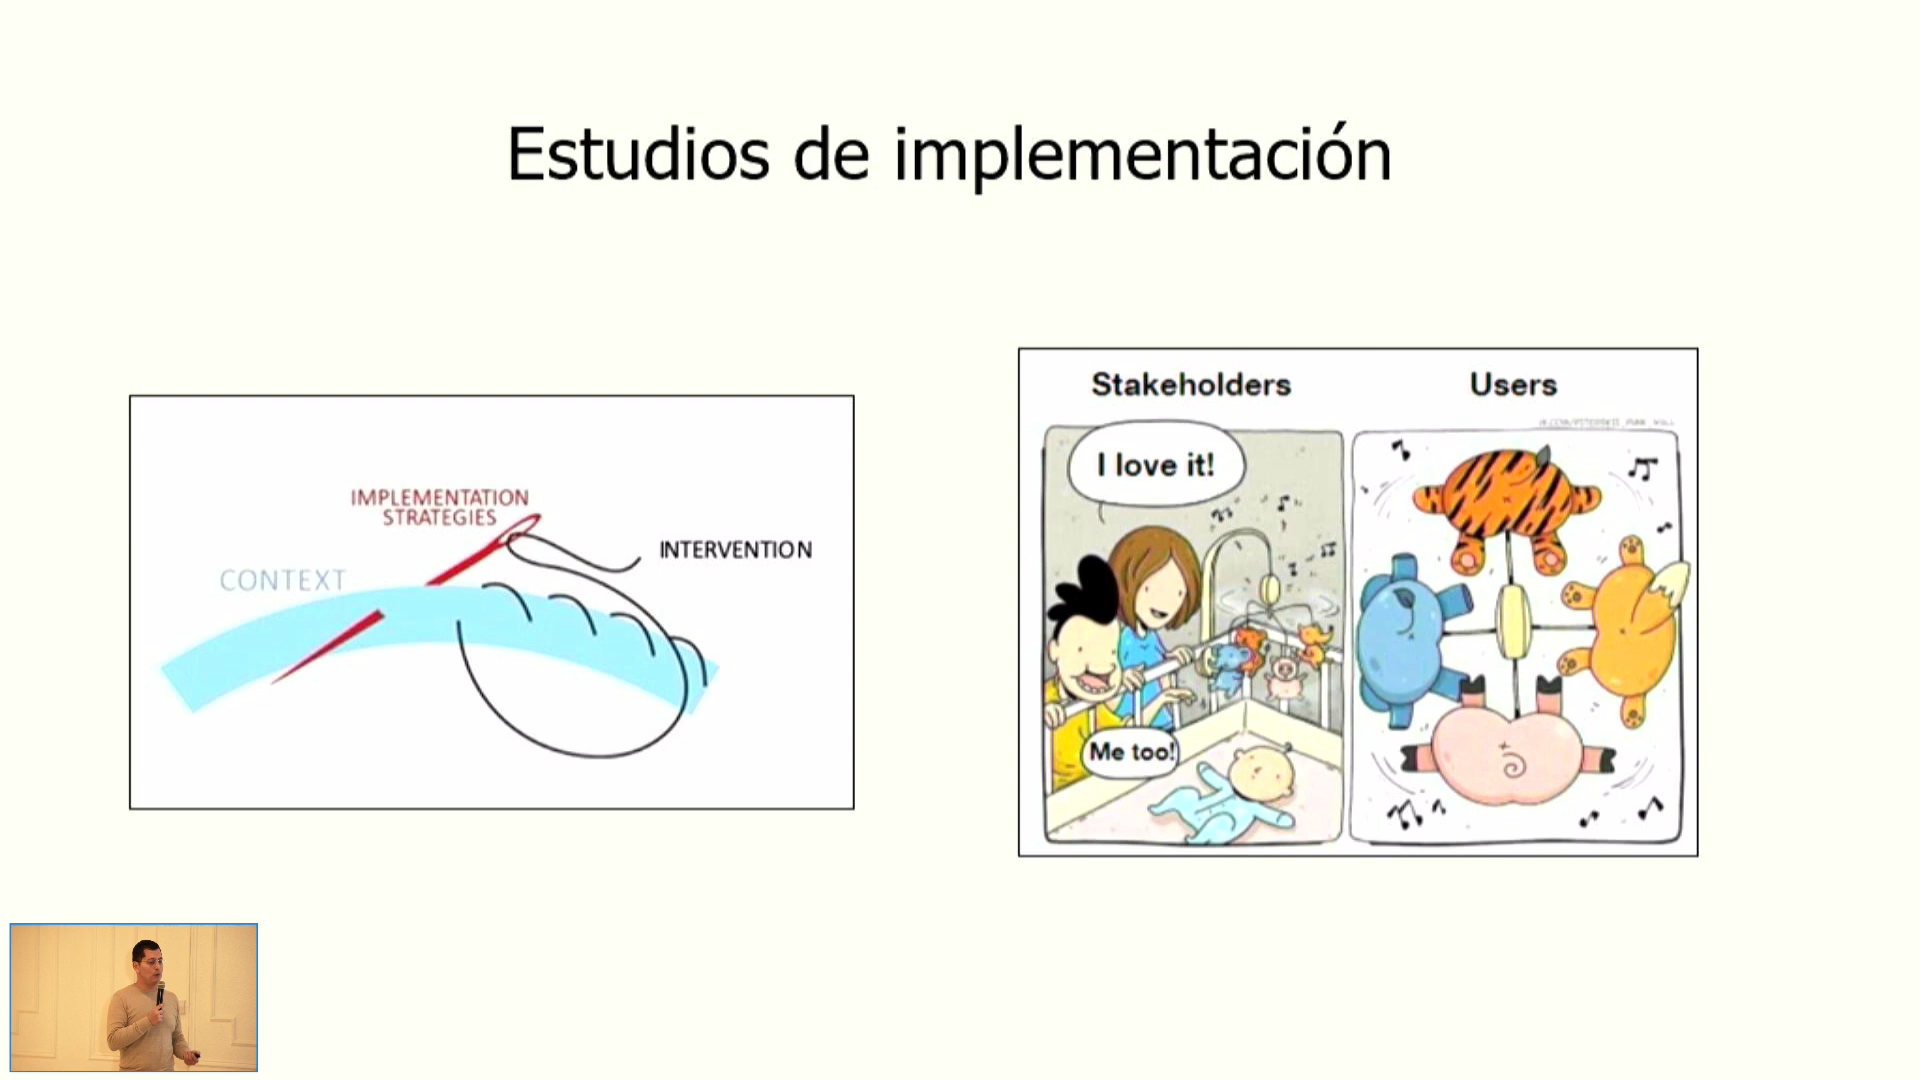 Estudios de implementación
IMPLEMENTATION
STRATEGIES
INTERVENTION
CONTEXT
Stakeholders
Users
I love it!
Me too!